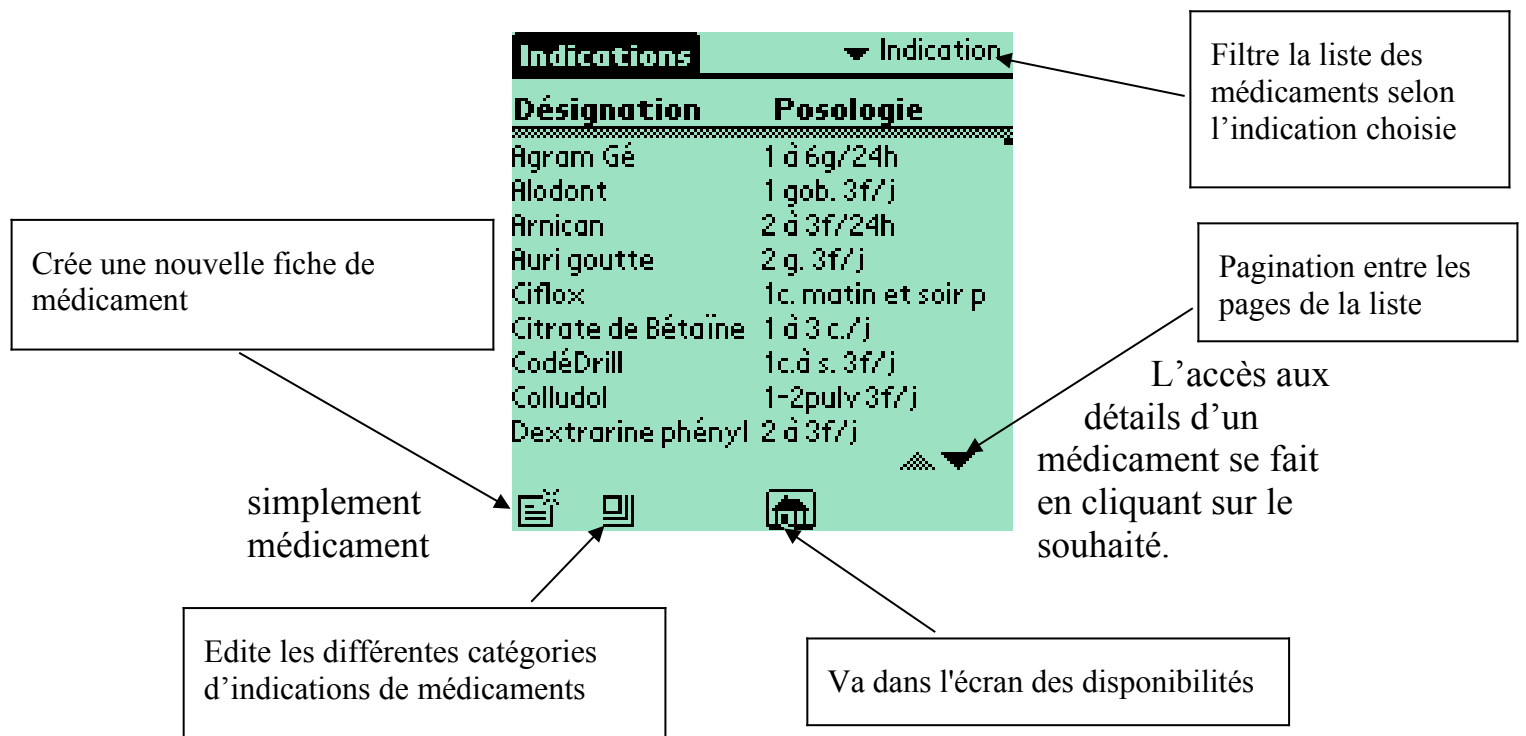 Indications
Indication
Filtre la liste des
médicaments selon
l’indication choisie
Désignation Posologie
Agram Gé 1 à 6g/24h
Alodont 1 gob. 3f/j
Arnican 2 à 3f/24h
Auri goutte 2 g. 3f/j
Ciflox 1c. matin et soir p
Citrate de Bétaïne 1 à 3 c./j
CodéDrill 1c.à s. 3f/j
Colludol 1-2pulv 3f/j
Dextrarine phényl 2 à 3f/j
Crée une nouvelle fiche de
médicament
Pagination entre les
pages de la liste
L’accès aux
détails d’un
médicament se fait
simplement en cliquant sur le
médicament souhaité.
Edite les différentes catégories
d’indications de médicaments
Va dans l'écran des disponibilités